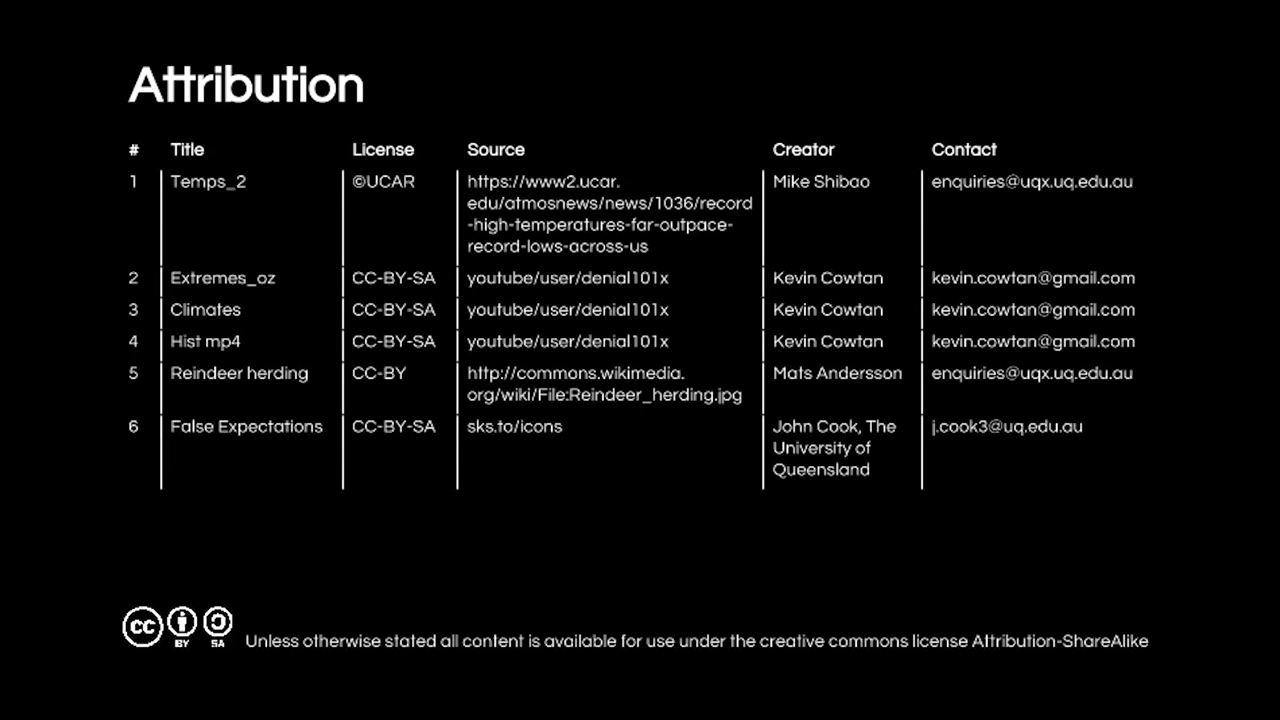 Attribution
# Title License Source Creator Contact
1 Temps_2 ©UCAR https://www2.ucar. Mike Shibao enquiries@uqx.uq.edu.au
edu/atmosnews/news/1036/record
-high-temperatures-far-outpace-
record-lows-across-us
2 Extremes_oz CC-BY-SA youtube/user/denial101x Kevin Cowtan kevin.cowtan@gmail.com
3 Climates CC-BY-SA youtube/user/denial101x Kevin Cowtan kevin.cowtan@gmail.com
4 Hist mp4 CC-BY-SA youtube/user/denial101x Kevin Cowtan kevin.cowtan@gmail.com
5 Reindeer herding CC-BY http://commons.wikimedia. Mats Andersson enquiries@uqx.uq.edu.au
org/wiki/File:Reindeer_herding.jpg
6 False Expectations CC-BY-SA sks.to/icons John Cook, The j.cook3@uq.edu.au
University of
Queensland
cc BY SA Unless otherwise stated all content is available for use under the creative commons license Attribution-ShareAlike